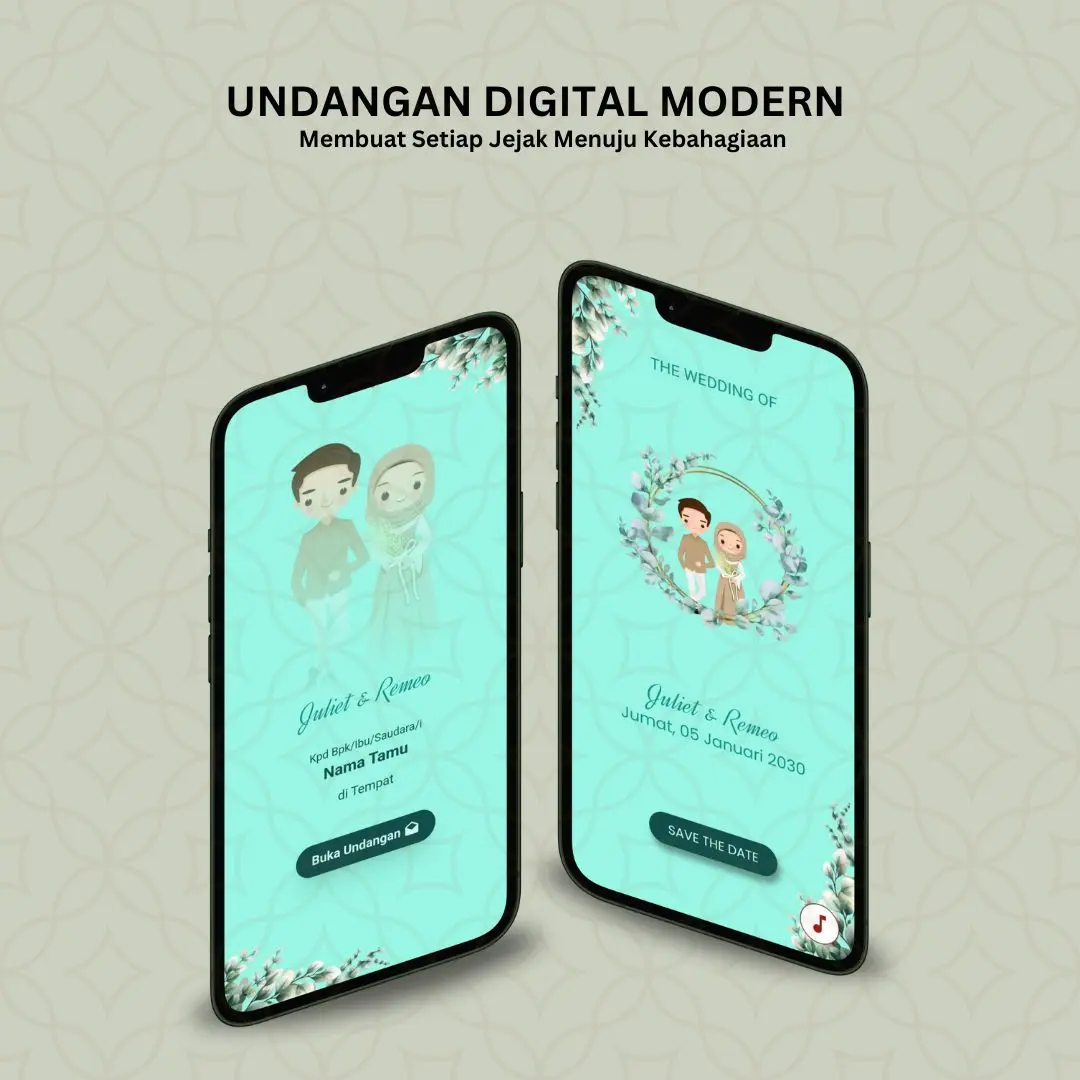 UNDANGAN DIGITAL MODERN
Membuat Setiap Jejak Menuju Kebahagiaan
Juliet & Remeo
Kpd Bpk/Ibu/Saudara/i
Nama Tamu
di Tempat
Buka Undangan
THE WEDDING OF
Juliet & Remeo
Jumat, 05 Januari 2030
SAVE THE DATE